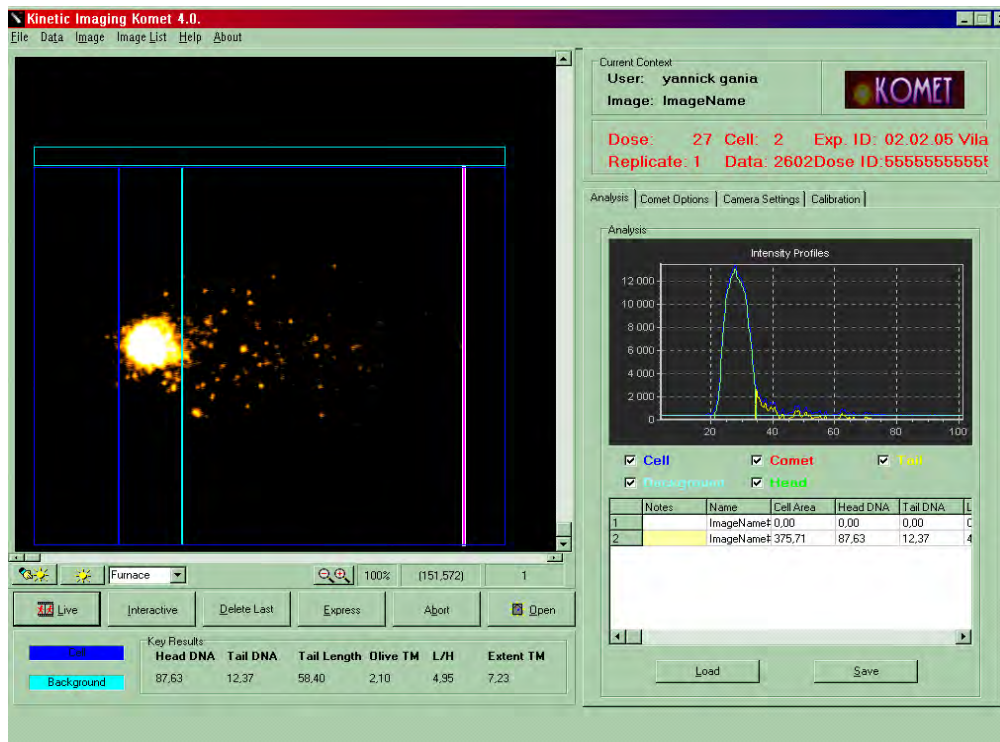 Kinetic Imaging Komet 4.0.
File Data Image Image List Help About
Current Context
User: yannick gania
Image: ImageName
KOMET
Dose: 27 Cell: 2 Exp. ID: 02.02.05 Vila
Replicate: 1 Data: 2602Dose ID:555555555555
Analysis Comet Options Camera Settings Calibration
Analysis
Intensity Profiles
12 000
10 000
8 000
6 000
4 000
2 000
0
20 40 60 80 100
Cell Comet Tail
Background Head
Notes Name Cell Area Head DNA Tail DNA L
1 ImageName# 0,00 0,00 0,00
2 ImageName# 375,71 87,63 12,37 4
Load Save
Furnace 100% (151,572) 1
Live Interactive Delete Last Express Abort Open
Key Results
Cell
Background
Head DNA Tail DNA Tail Length Olive TM L/H Extent TM
87,63 12,37 58,40 2,10 4,95 7,23